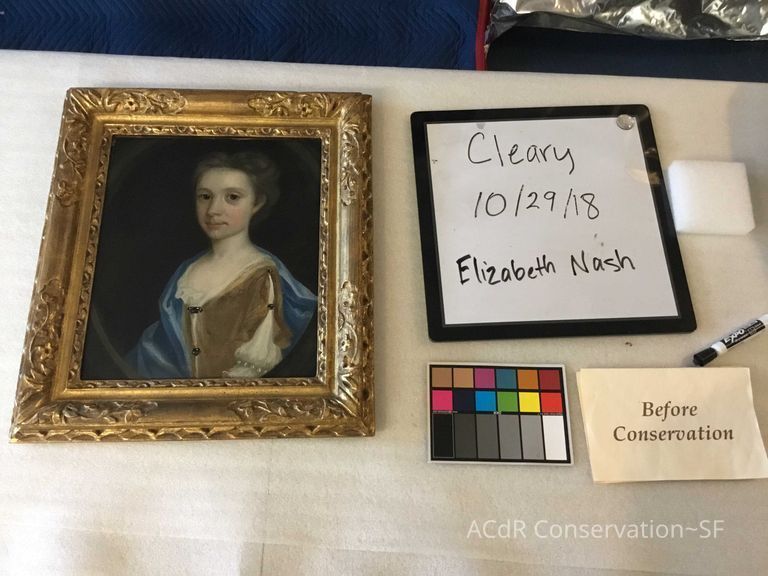 Cleary
10/29/18
Elizabeth Nash
EXPO
Before
Conservation
ACdR Conservation~SF